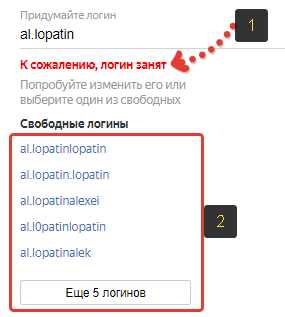 Придумайте логин
1
al.lopatin
К сожалению, логин занят
Попробуйте изменить его или
выберите один из свободных
Свободные логины
al.lopatinlopatin
al.lopatin.lopatin
al.lopatinalexei
al.l0patinlopatin
2
al.lopatinalek
Еще 5 логинов